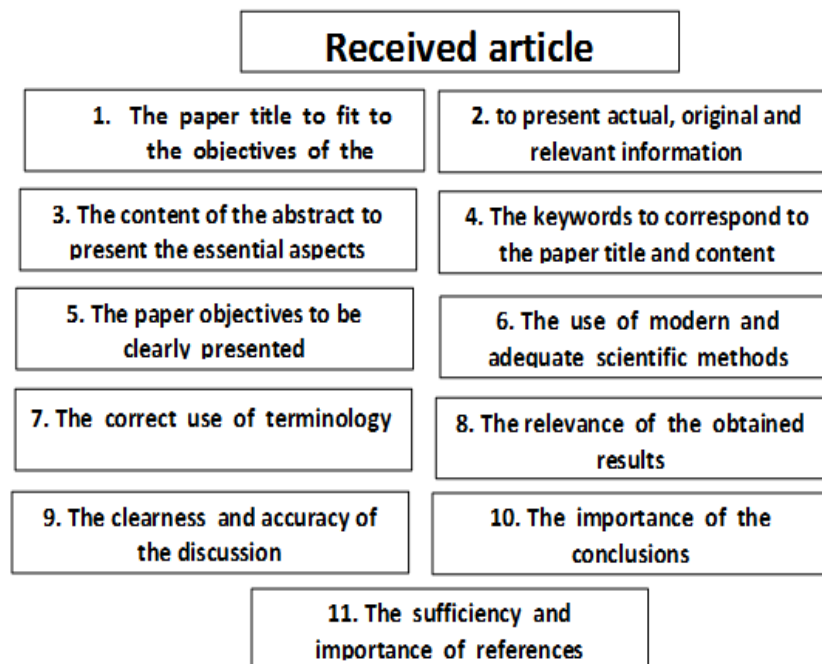 Received article
1. The paper title to fit to
the objectives of the
2. to present actual, original and
relevant information
3. The content of the abstract to
present the essential aspects
4. The keywords to correspond to
the paper title and content
5. The paper objectives to be
clearly presented
6. The use of modern and
adequate scientific methods
7. The correct use of terminology
8. The relevance of the obtained
results
9. The clearness and accuracy of
the discussion
10. The importance of the
conclusions
11. The sufficiency and
importance of references